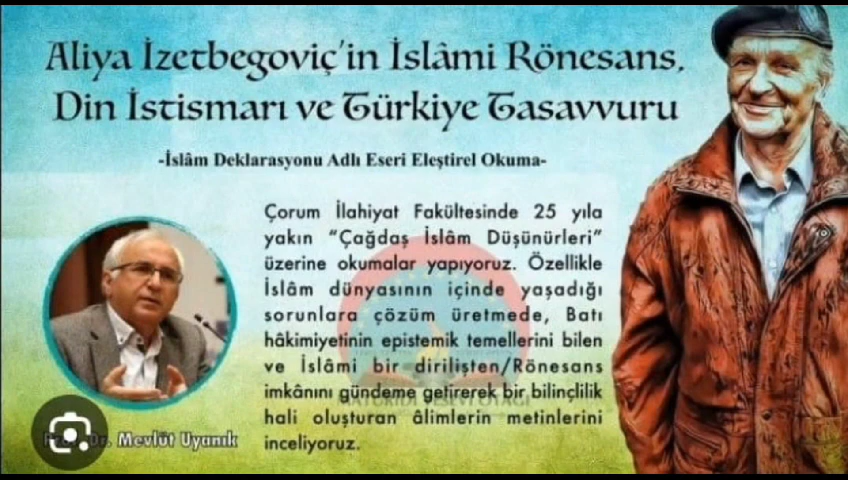 Aliya İzetbegoviç'in İslâmi Rönesans,
Din İstismarı ve Türkiye Tasavvuru
-İslâm Deklarasyonu Adlı Eseri Eleştirel Okuma-
Çorum İlahiyat Fakültesinde 25 yıla
yakın “Çağdaş İslâm Düşünürleri”
üzerine okumalar yapıyoruz. Özellikle
İslâm dünyasının içinde yaşadığı
sorunlara çözüm üretmede, Batı
hâkimiyetinin epistemik temellerini bilen
ve İslâmi bir dirilişten/Rönesans
imkânını gündeme getirerek bir bilinçlilik
hali oluşturan âlimlerin metinlerini
inceliyoruz.
Dr. Mevlüt Uyanık